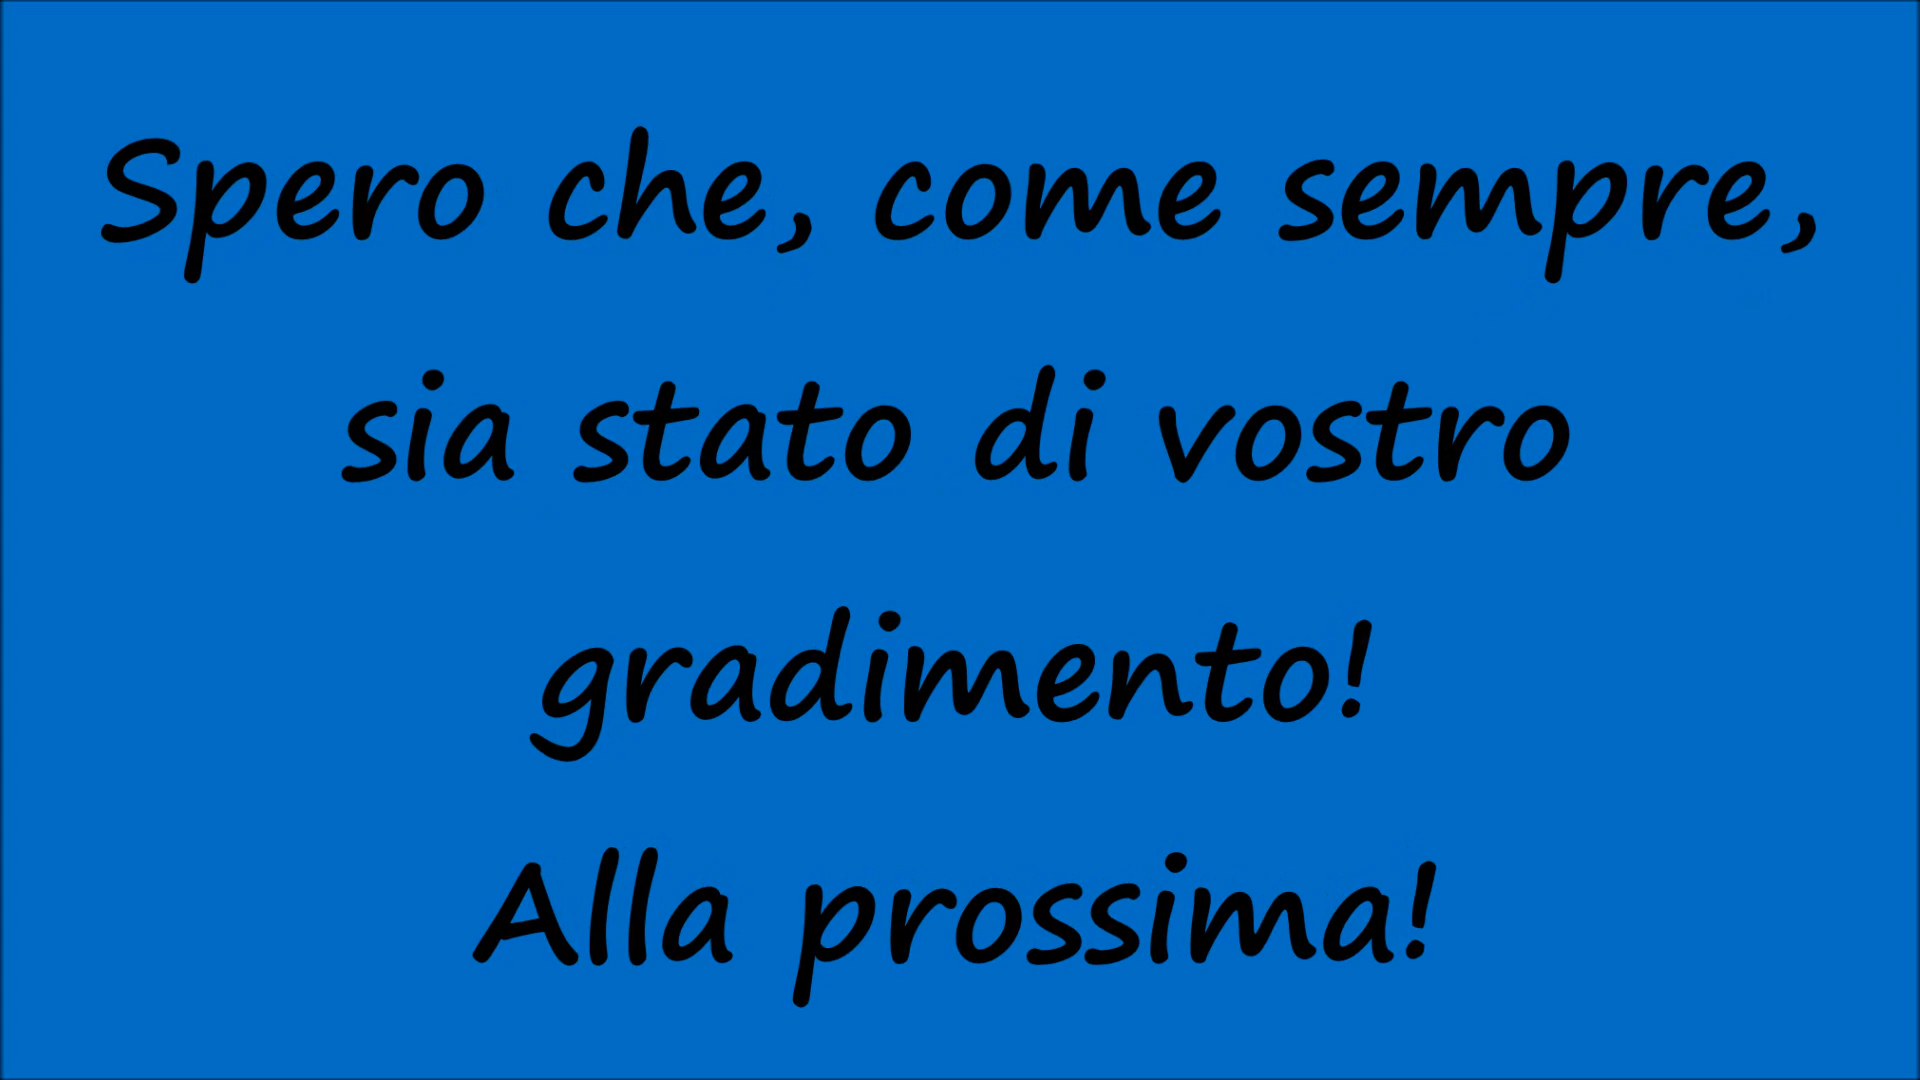 Spero che, come sempre,
sia stato di vostro
gradimento!
Alla prossima!